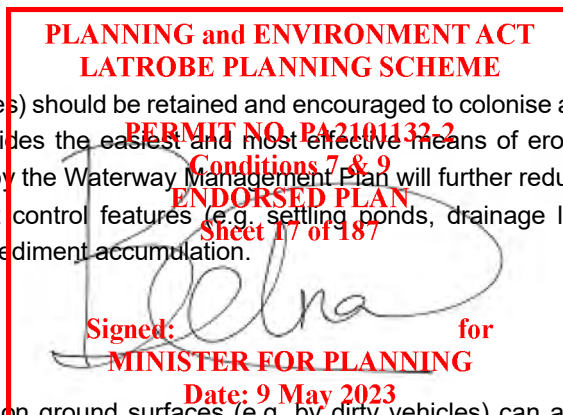 PLANNING and ENVIRONMENT ACT
LATROBE PLANNING SCHEME
es) should be retained and encouraged to colonise a
PERMIT NO. PA2101132-2
ides the easiest and most effective means of ero
Conditions 7 & 9
by the Waterway Management Plan will further redu
ENDORSED PLAN
control features (e.g. settling ponds, drainage l
Sheet 17 of 187
ediment accumulation.
Signed: for
MINISTER FOR PLANNING
Date: 9 May 2023
on ground surfaces (e.g. by dirty vehicles) can a